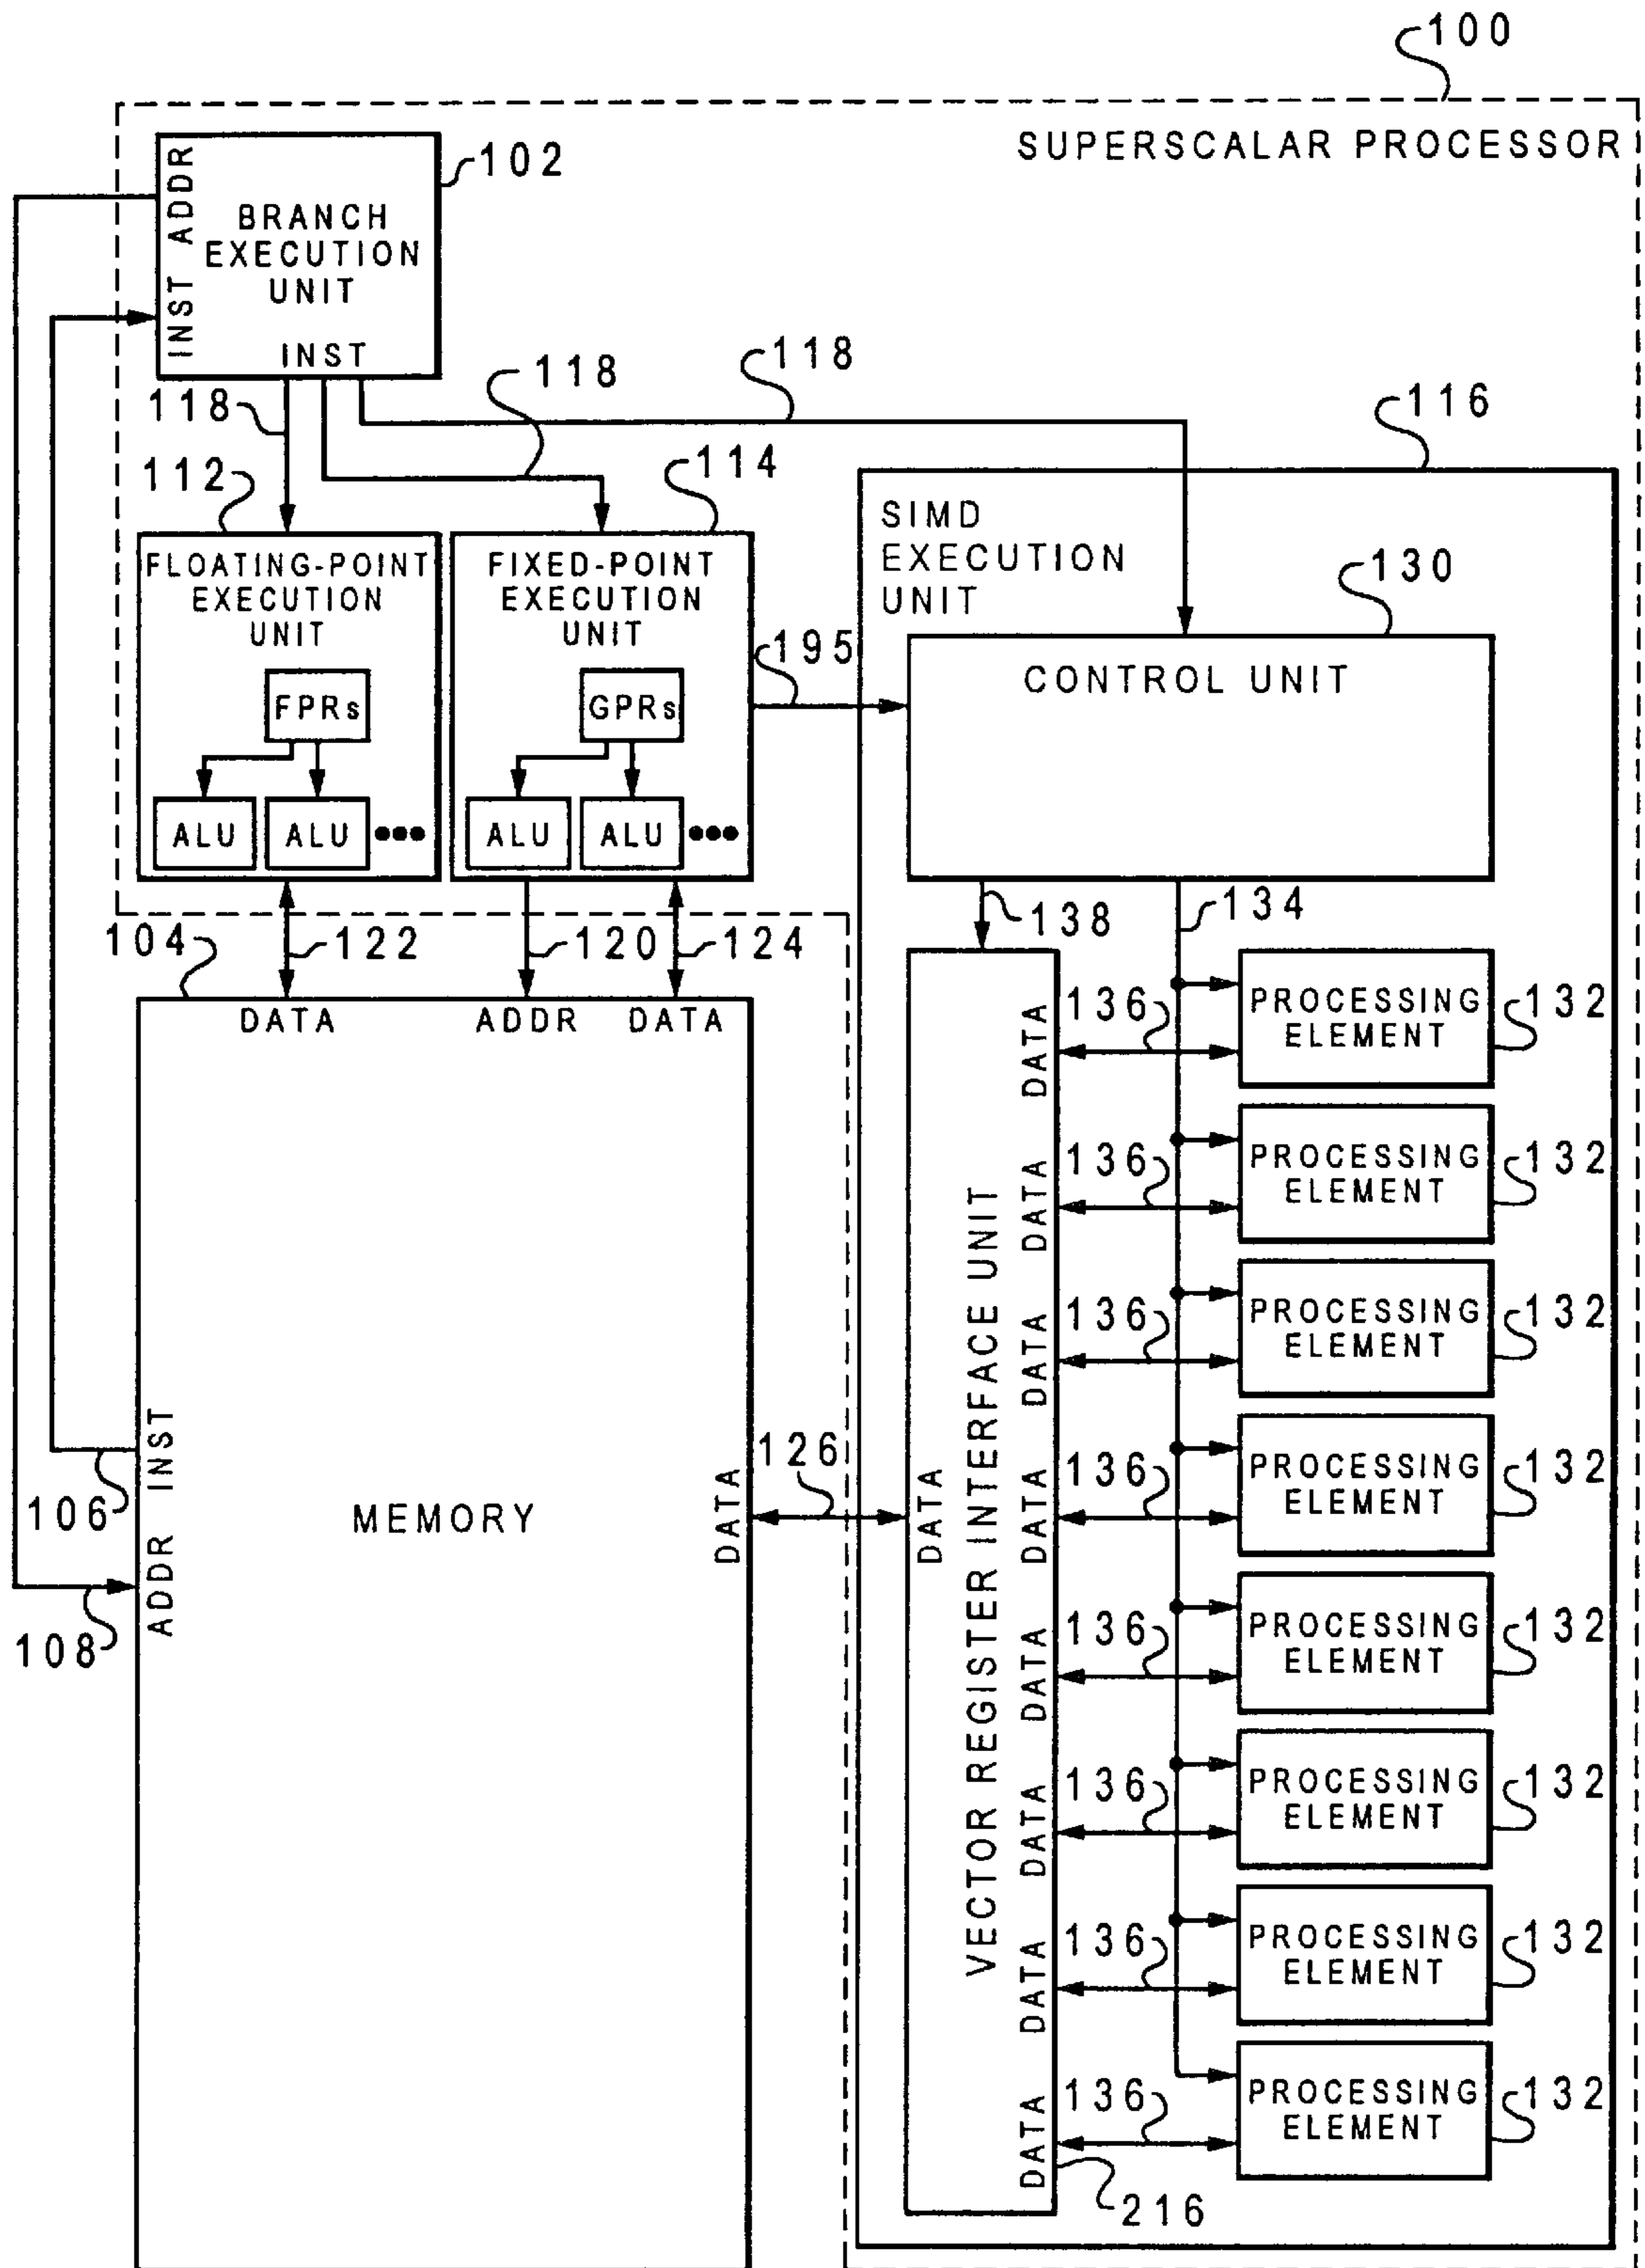 100
SUPERSCALAR PROCESSOR
102
INST ADDR
BRANCH
EXECUTION
UNIT
INST
118
118
118
116
112
114
FLOATING-POINT
EXECUTION
UNIT
FPRs
ALU
ALU
FIXED-POINT
EXECUTION
UNIT
GPRs
ALU
ALU
195
SIMD
EXECUTION
UNIT
130
CONTROL UNIT
138
134
104
122
120
124
DATA
ADDR
DATA
MEMORY
ADDR INST
106
108
DATA
126
DATA
VECTOR REGISTER INTERFACE UNIT
DATA
136
PROCESSING
ELEMENT
132
DATA
136
PROCESSING
ELEMENT
132
DATA
136
PROCESSING
ELEMENT
132
DATA
136
PROCESSING
ELEMENT
132
DATA
136
PROCESSING
ELEMENT
132
DATA
136
PROCESSING
ELEMENT
132
DATA
136
PROCESSING
ELEMENT
132
DATA
136
PROCESSING
ELEMENT
132
216